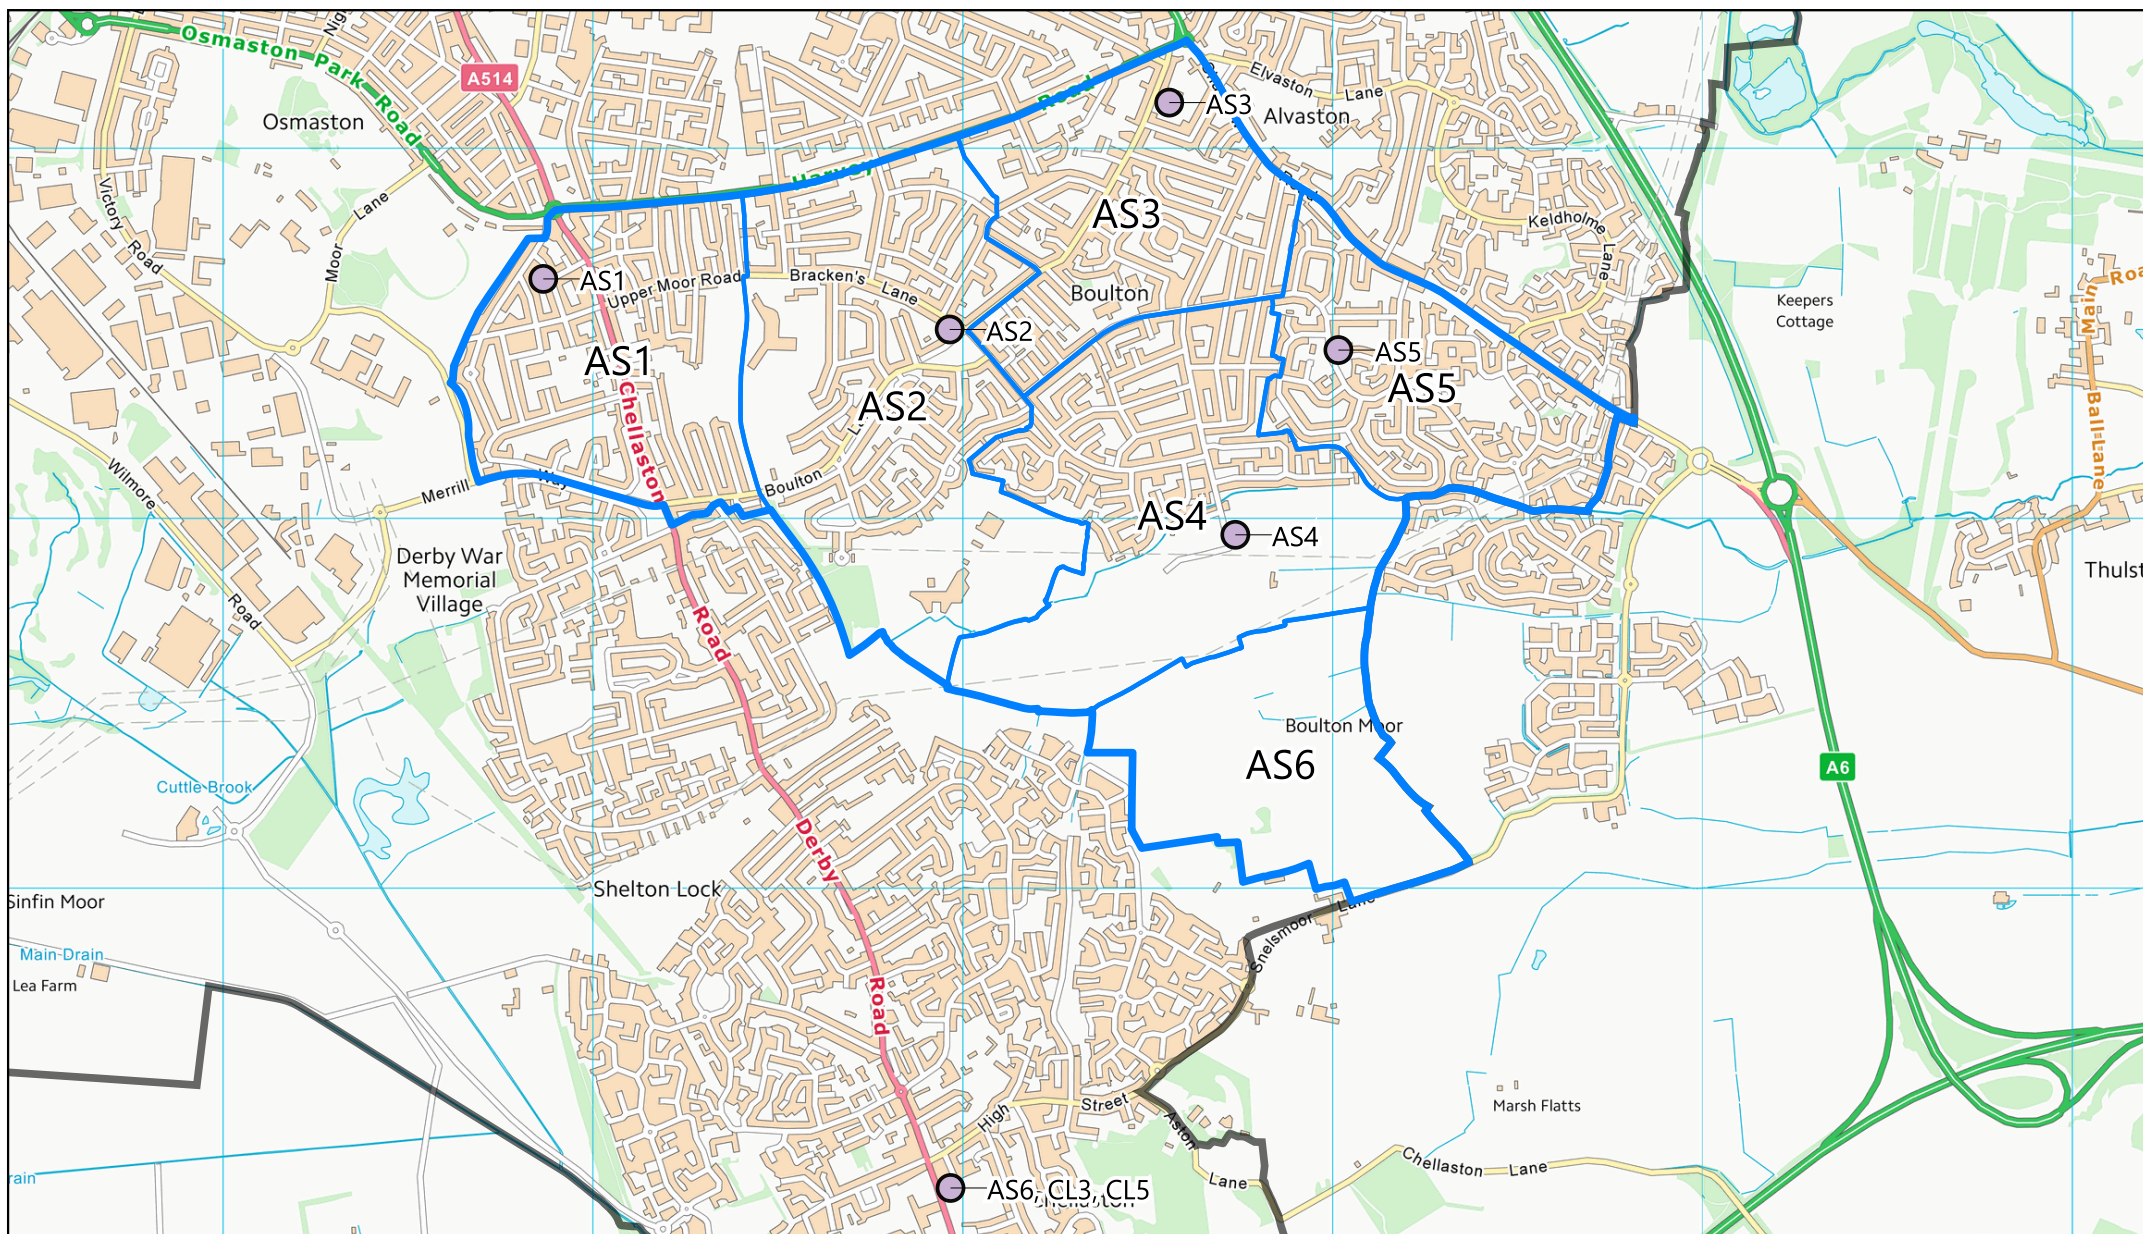 Osmaston Park Road
A514
Elvaston Lane
AS3
Alvaston
Osmaston
Road
Harvey
Victory Road
Moor Lane
AS3
Keldholme Lane
AS1
Upper Moor Road
Bracken's Lane
Boulton
Keepers
Cottage
Main
Ball Lane
AS2
AS1
AS5
AS5
AS2
Chellaston
Road
Wilmore
Road
Merrill
Way
Boulton
AS4
AS4
Derby War
Memorial
Village
Boulton Moor
AS6
A6
Cuttle Brook
Derby
Road
Shelton Lock
Sinfin Moor
Snelsmoor Lane
Main Drain
Lea Farm
Marsh Flatts
High Street
Aston
Lane
Chellaston Lane
AS6, CL3, CL5